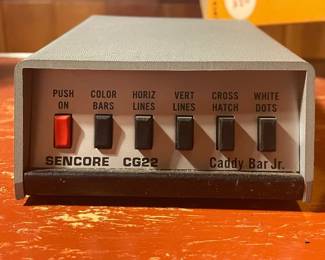 PUSH ON
COLOR BARS
HORIZ LINES
VERT LINES
CROSS HATCH
WHITE DOTS
SENCORE CG22 Caddy Bar Jr.